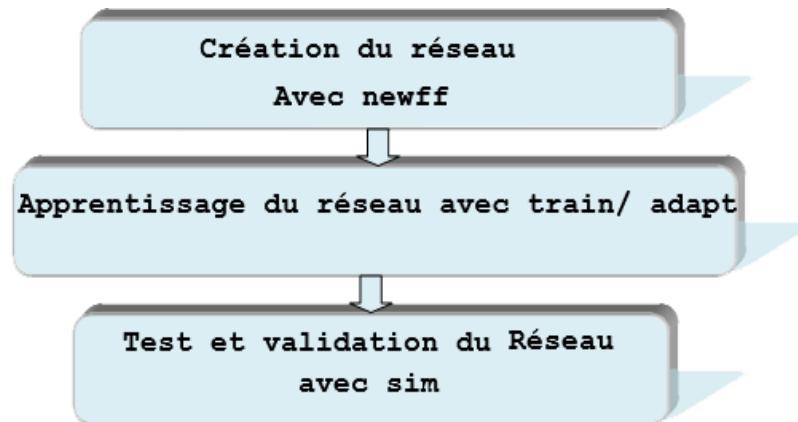 Création du réseau
Avec newff
Apprentissage du réseau avec train/ adapt
Test et validation du Réseau
avec sim